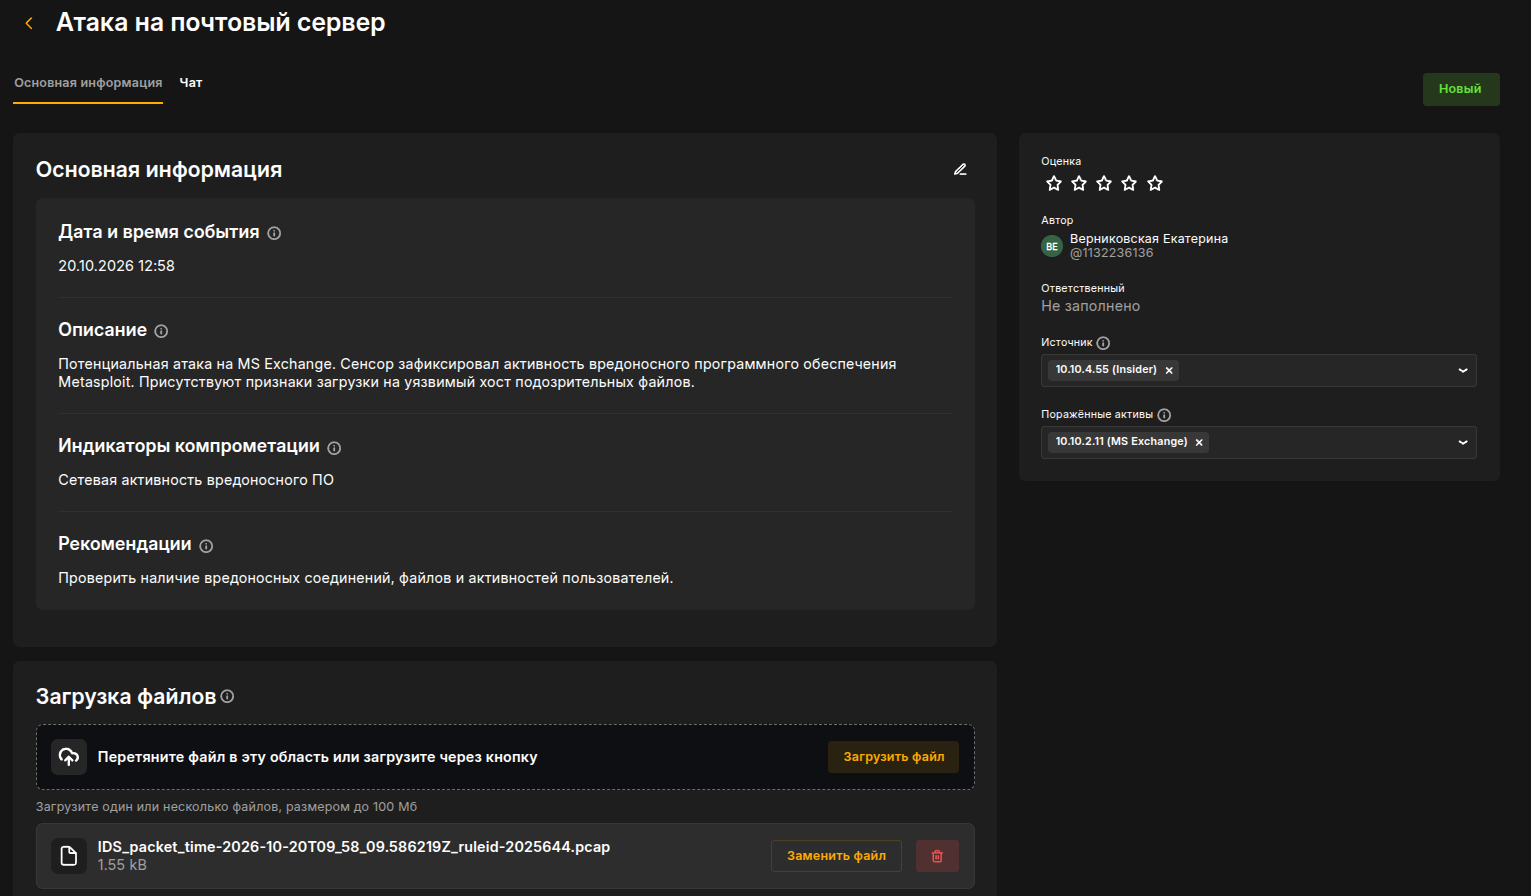 Атака на почтовый сервер
Основная информация
Чат
Новый
Основная информация
Дата и время события
20.10.2026 12:58
Описание
Потенциальная атака на MS Exchange. Сенсор зафиксировал активность вредоносного программного обеспечения
Metasploit. Присутствуют признаки загрузки на уязвимый хост подозрительных файлов.
Индикаторы компрометации
Сетевая активность вредоносного ПО
Рекомендации
Проверить наличие вредоносных соединений, файлов и активностей пользователей.
Загрузка файлов
Перетяните файл в эту область или загрузите через кнопку
Загрузить файл
Загрузите один или несколько файлов, размером до 100 Мб
IDS_packet_time-2026-10-20T09_58_09.586219Z_ruleid-2025644.pcap
1.55 kB
Заменить файл
Оценка
Автор
BE
Верниковская Екатерина
@1132236136
Ответственный
Не заполнено
Источник
10.10.4.55 (Insider)
Поражённые активы
10.10.2.11 (MS Exchange)